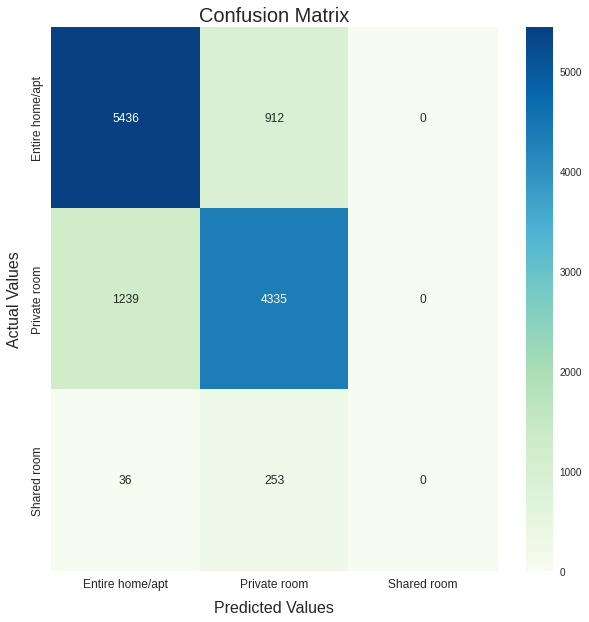 Confusion Matrix
Actual Values
Entire home/apt
Private room
Shared room
5436 912 0
1239 4335 0
36 253 0
Entire home/apt Private room Shared room
Predicted Values
5000
4000
3000
2000
1000
0